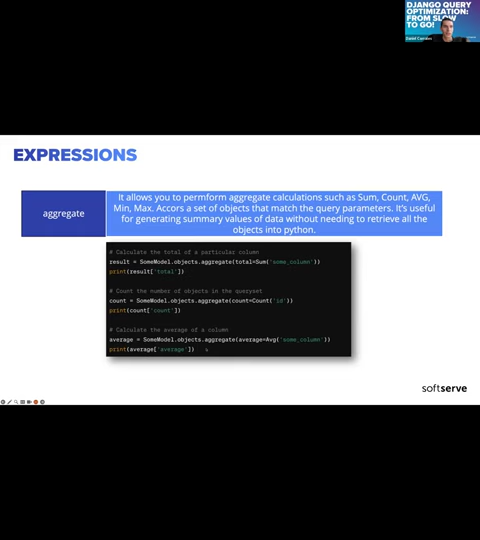 DJANGO QUERY
OPTIMIZATION:
FROM SLOW
TO GO!
EXPRESSIONS
aggregate
It allows you to permform aggregate calculations such as Sum, Count, AVG,
Min, Max. Accors a set of objects that match the query parameters. It's useful
for generating summary values of data without needing to retrieve all the
objects into python.
# Calculate the total of a particular column
result = SomeModel.objects.aggregate(total=Sum('some_column'))
print(result['total'])
# Count the number of objects in the queryset
count = SomeModel.objects.aggregate(count=Count('id'))
print(count['count'])
# Calculate the average of a column
average = SomeModel.objects.aggregate(average=Avg('some_column'))
print(average['average'])
softserve